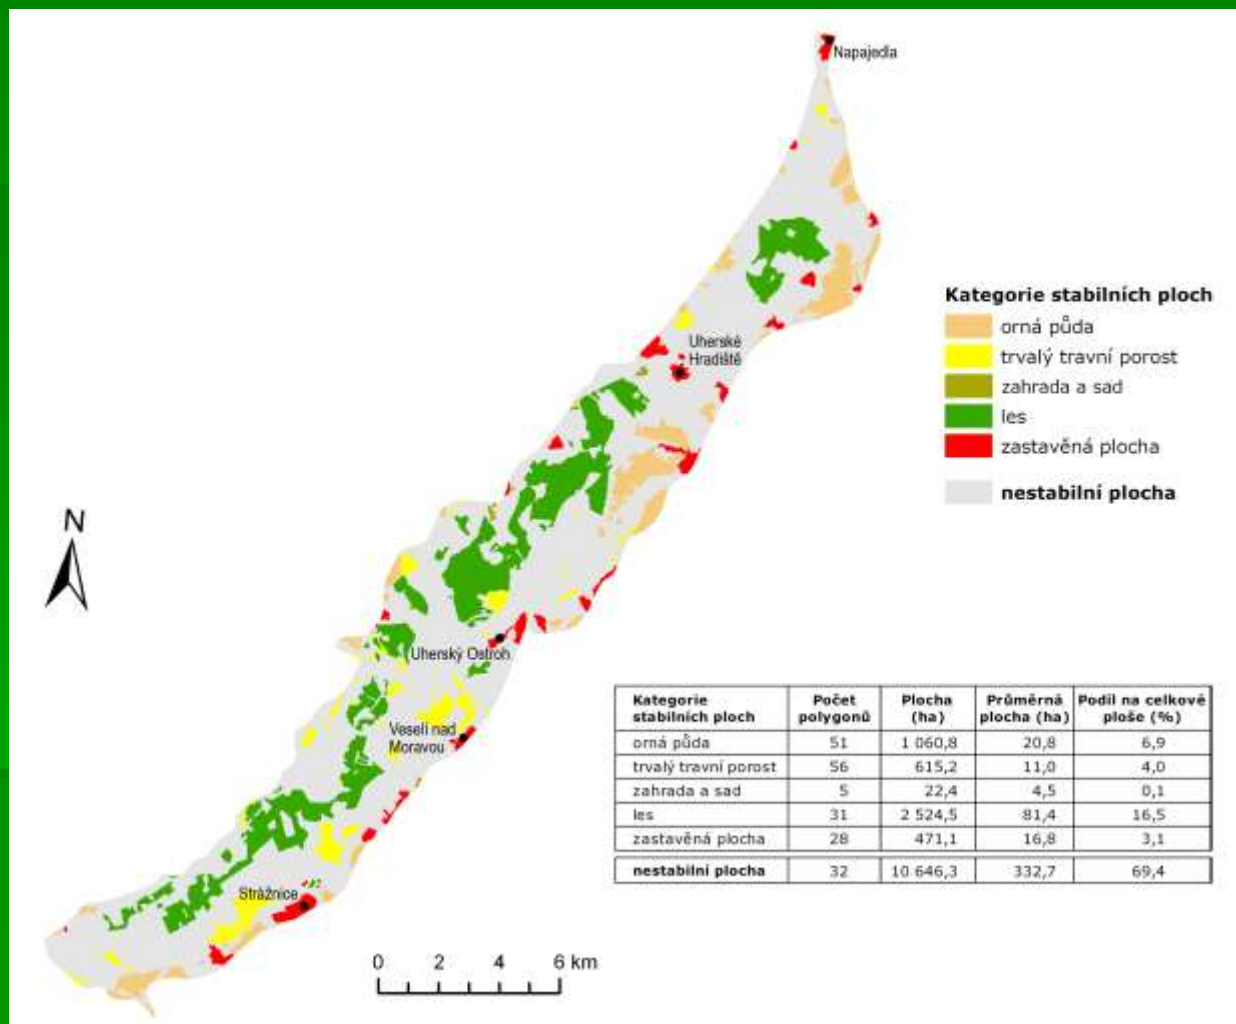 Napajedla
Uherské
Hradiště
Kategorie stabilních ploch
orná půda
trvalý travní porost
zahrada a sad
les
zastavěná plocha
nestabilní plocha
N
Uherský Ostroh
Veselí nad
Moravou
Strážnice
0 2 4 6 km
Kategorie stabilních ploch Počet polygonů Plocha (ha) Průměrná plocha (ha) Podíl na celkové ploše (%)
orná půda 51 1 060,8 20,8 6,9
trvalý travní porost 56 615,2 11,0 4,0
zahrada a sad 5 22,4 4,5 0,1
les 31 2 524,5 81,4 16,5
zastavěná plocha 28 471,1 16,8 3,1
nestabilní plocha 32 10 646,3 332,7 69,4